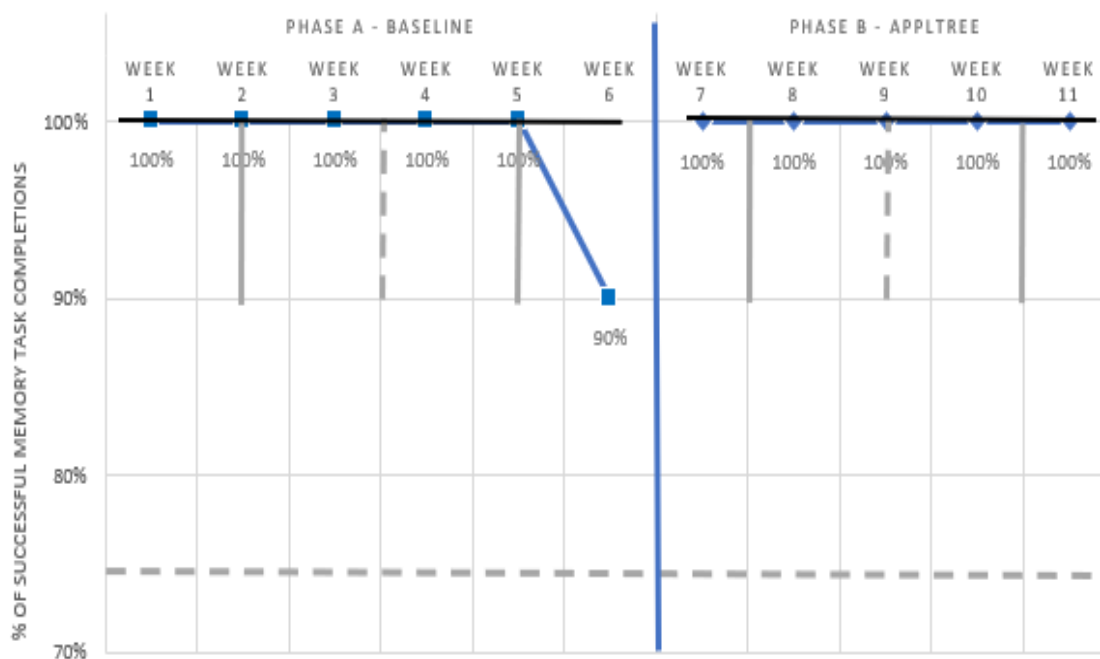 PHASE A - BASELINE
PHASE B - APPLTREE
WEEK 1
WEEK 2
WEEK 3
WEEK 4
WEEK 5
WEEK 6
WEEK 7
WEEK 8
WEEK 9
WEEK 10
WEEK 11
100%
100%
100%
100%
100%
100%
100%
100%
100%
100%
100%
90%
90%
80%
70%
% OF SUCCESSFUL MEMORY TASK COMPLETIONS